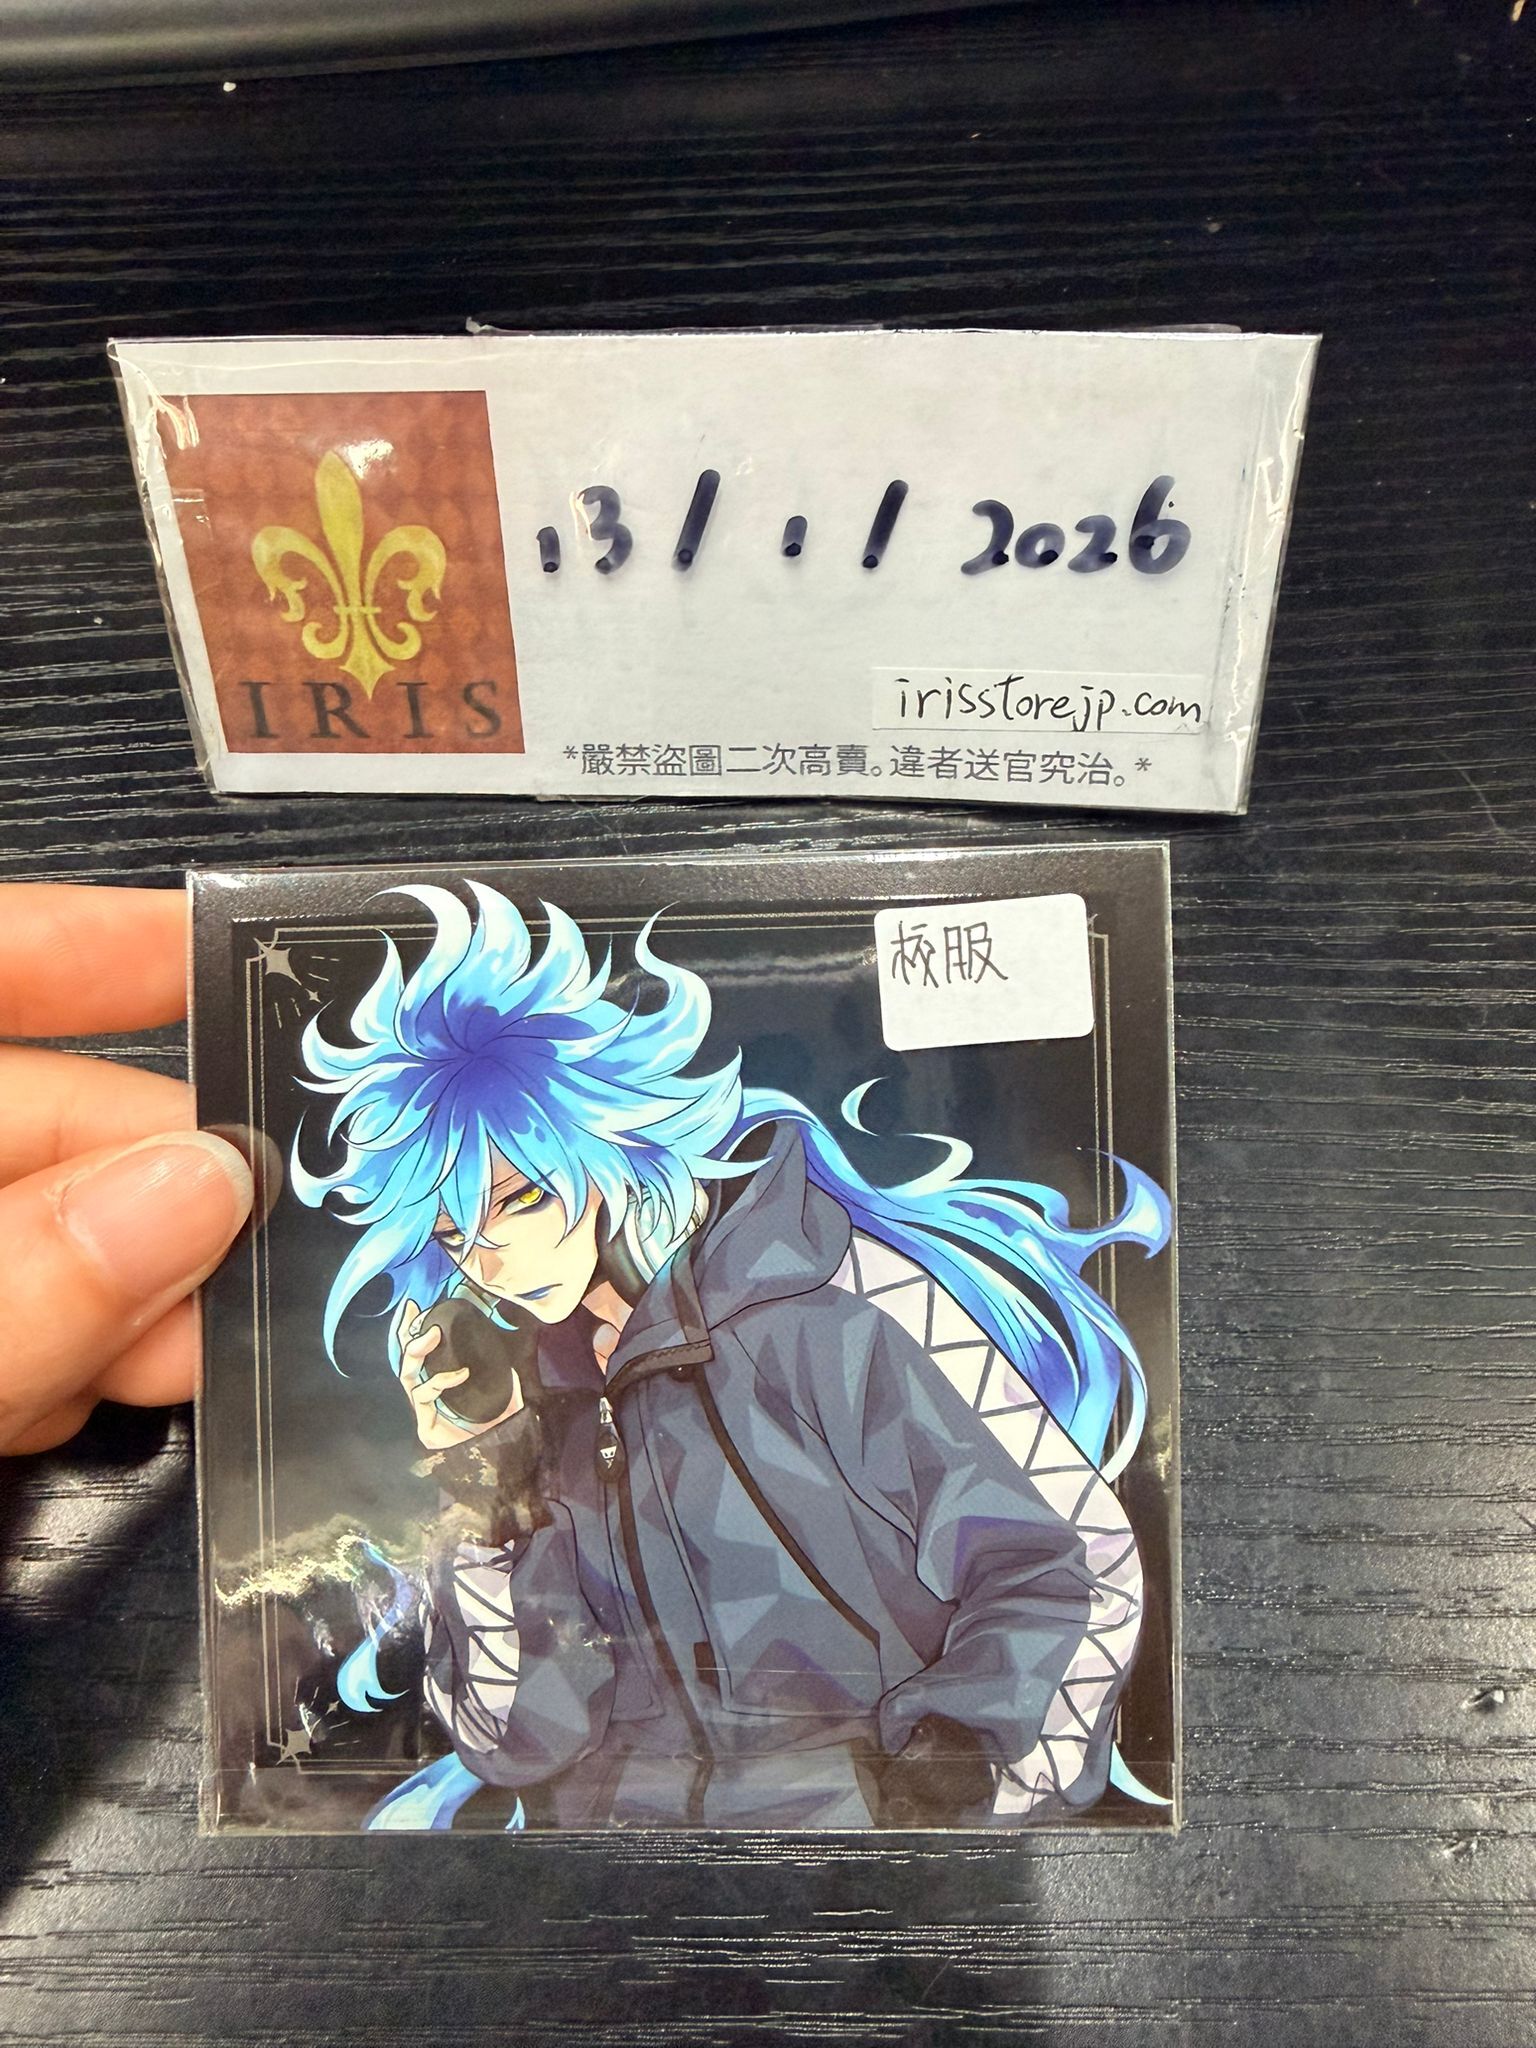 IRIS
13/1/2026
irisstorejp.com
*嚴禁盜圖二次高賣。違者送官究治。*
校服